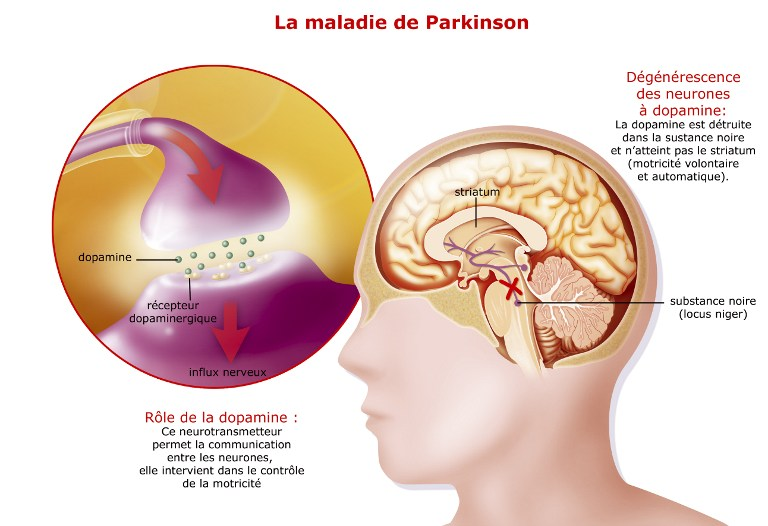 La maladie de Parkinson
Dégénérescence
des neurones
à dopamine:
La dopamine est détruite
dans la sustance noire
et n'atteint pas le striatum
(motricité volontaire
et automatique).
striatum
dopamine
récepteur
dopaminergique
substance noire
(locus niger)
influx nerveux
Rôle de la dopamine :
Ce neurotransmetteur
permet la communication
entre les neurones,
elle intervient dans le contrôle
de la motricité